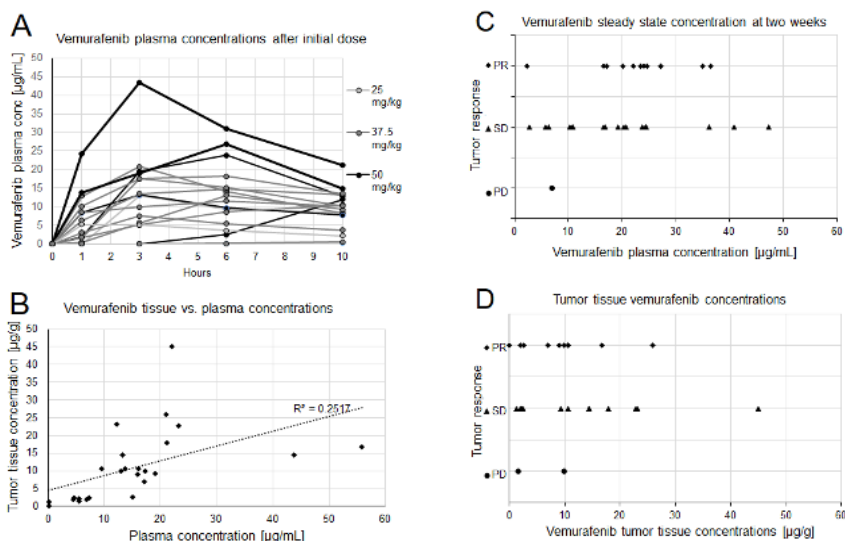 A
Vemurafenib plasma concentrations after initial dose
Vemurafenib plasma conc [µg/mL]
50
45
40
35
30
25
20
15
10
5
0
0 1 2 3 4 5 6 7 8 9 10
Hours
25
mg/kg
37.5
mg/kg
50
mg/kg
B
Vemurafenib tissue vs. plasma concentrations
Tumor tissue concentration [µg/g]
50
45
40
35
30
25
20
15
10
5
0
R² = 0.2517
0 10 20 30 40 50 60
Plasma concentration [µg/mL]
C
Vemurafenib steady state concentration at two weeks
Tumor response
PR
SD
PD
0 10 20 30 40 50 60
Vemurafenib plasma concentration [µg/mL]
D
Tumor tissue vemurafenib concentrations
Tumor response
PR
SD
PD
0 10 20 30 40 50 60
Vemurafenib tumor tissue concentrations [µg/g]